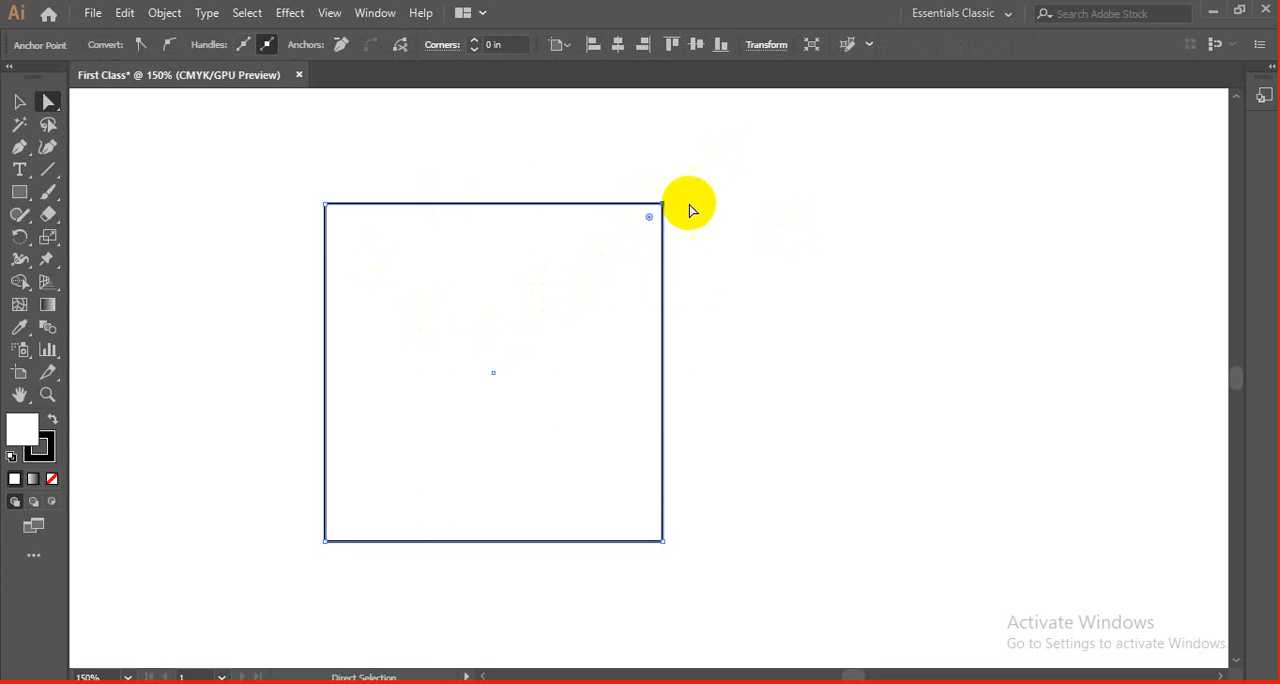 Ai File Edit Object Type Select Effect View Window Help Essentials Classic Search Adobe Stock
Anchor Point Convert: Handles: Anchors: Corners: 0 in Transform
First Class* @ 150% (CMYK/GPU Preview)
Activate Windows
Go to Settings to activate Windows.
150% 1 Direct Selection